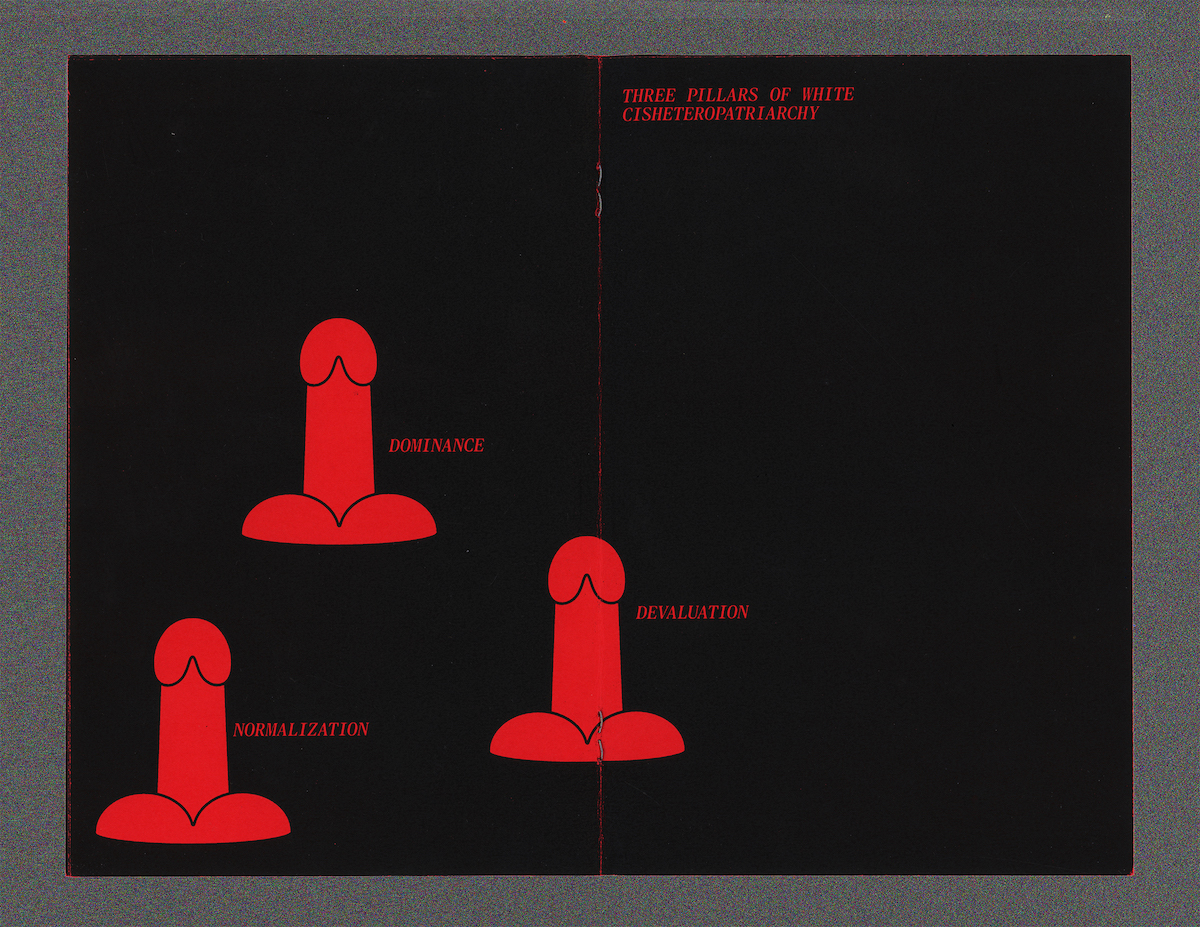 THREE PILLARS OF WHITE
CISHETEROPATRIARCHY
DOMINANCE
DEVALUATION
NORMALIZATION